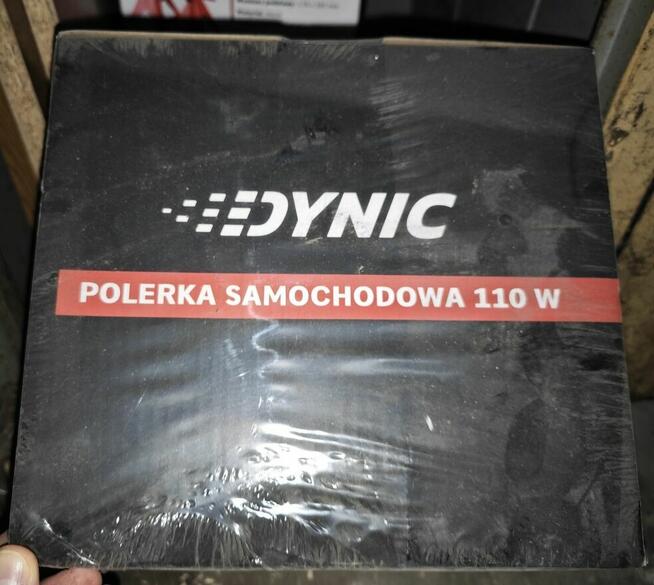 DYNIC
POLERKA SAMOCHODOWA 110 W